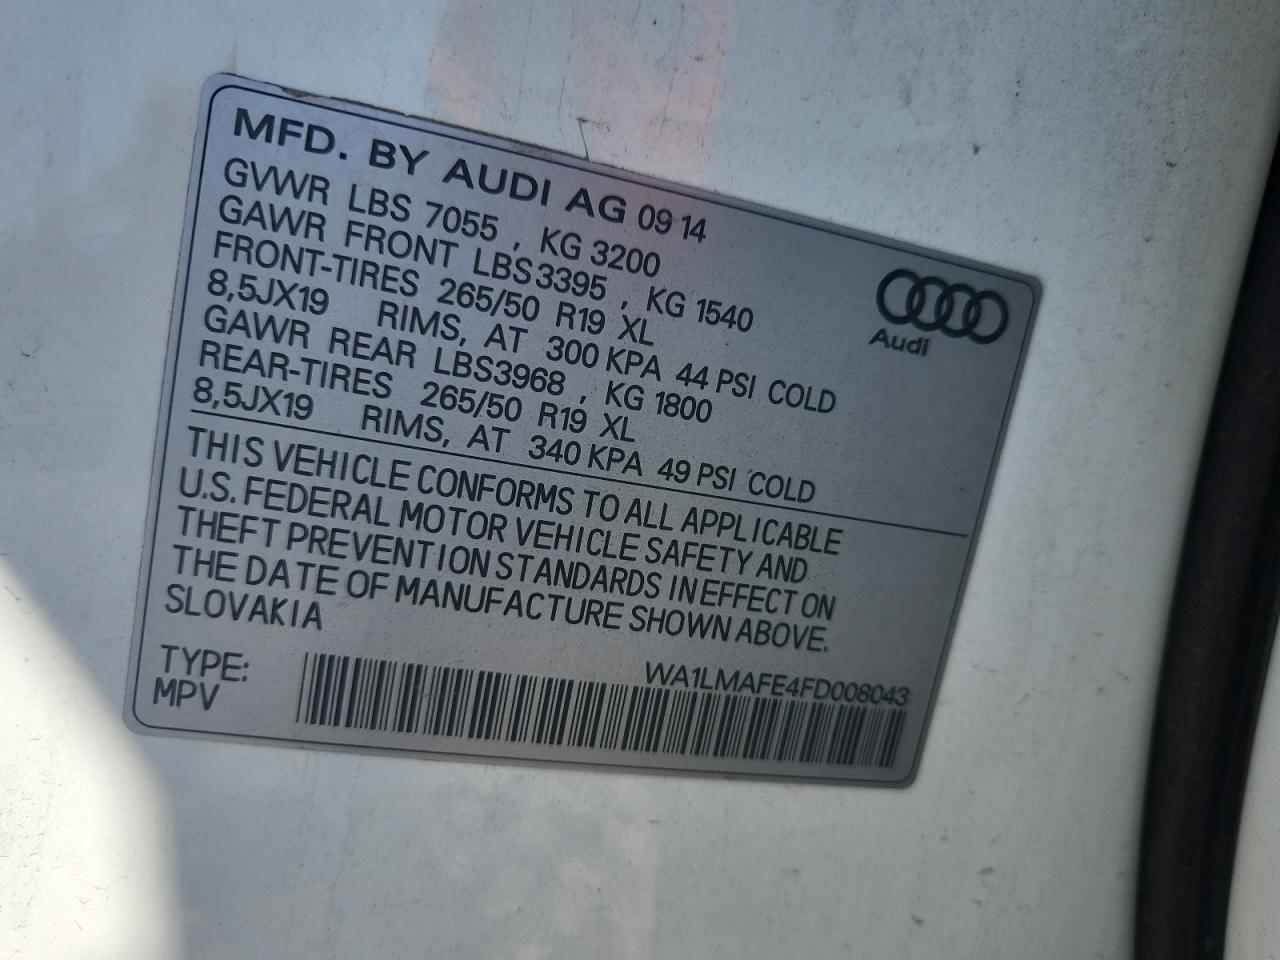 MFD. BY AUDI AG 09 14
GVWR LBS 7055 , KG 3200
GAWR FRONT LBS3395 , KG 1540
FRONT-TIRES 265/50 R19 XL
8,5JX19 RIMS, AT 300 KPA 44 PSI COLD
GAWR REAR LBS3968 , KG 1800
REAR-TIRES 265/50 R19 XL
8,5JX19 RIMS, AT 340 KPA 49 PSI COLD
Audi
THIS VEHICLE CONFORMS TO ALL APPLICABLE
U.S. FEDERAL MOTOR VEHICLE SAFETY AND
THEFT PREVENTION STANDARDS IN EFFECT ON
THE DATE OF MANUFACTURE SHOWN ABOVE.
SLOVAKIA
TYPE:
MPV
WA1LMAFE4FD008043